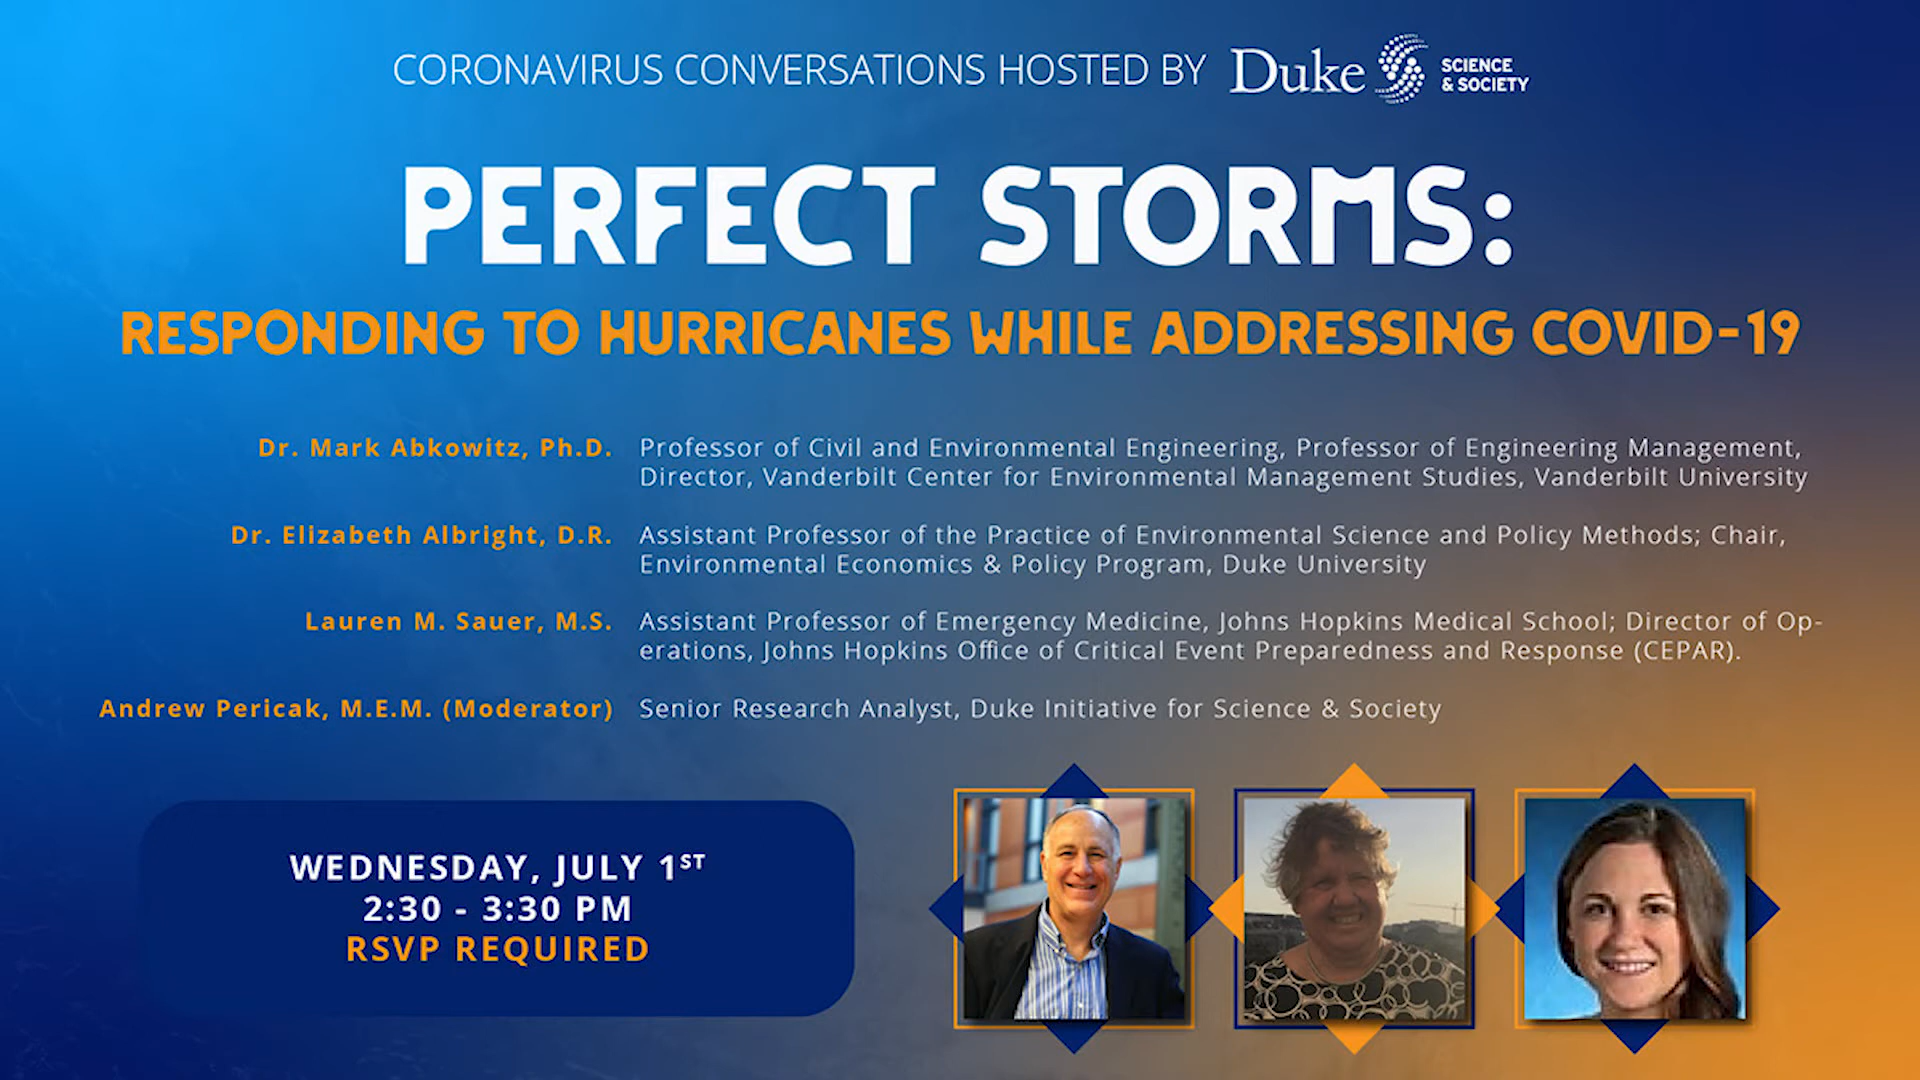 CORONAVIRUS CONVERSATIONS HOSTED BY Duke SCIENCE & SOCIETY
PERFECT STORMS:
RESPONDING TO HURRICANES WHILE ADDRESSING COVID-19
Dr. Mark Abkowitz, Ph.D. Professor of Civil and Environmental Engineering, Professor of Engineering Management,
Director, Vanderbilt Center for Environmental Management Studies, Vanderbilt University
Dr. Elizabeth Albright, D.R. Assistant Professor of the Practice of Environmental Science and Policy Methods; Chair,
Environmental Economics & Policy Program, Duke University
Lauren M. Sauer, M.S. Assistant Professor of Emergency Medicine, Johns Hopkins Medical School; Director of Op-
erations, Johns Hopkins Office of Critical Event Preparedness and Response (CEPAR).
Andrew Pericak, M.E.M. (Moderator) Senior Research Analyst, Duke Initiative for Science & Society
WEDNESDAY, JULY 1ST
2:30 - 3:30 PM
RSVP REQUIRED